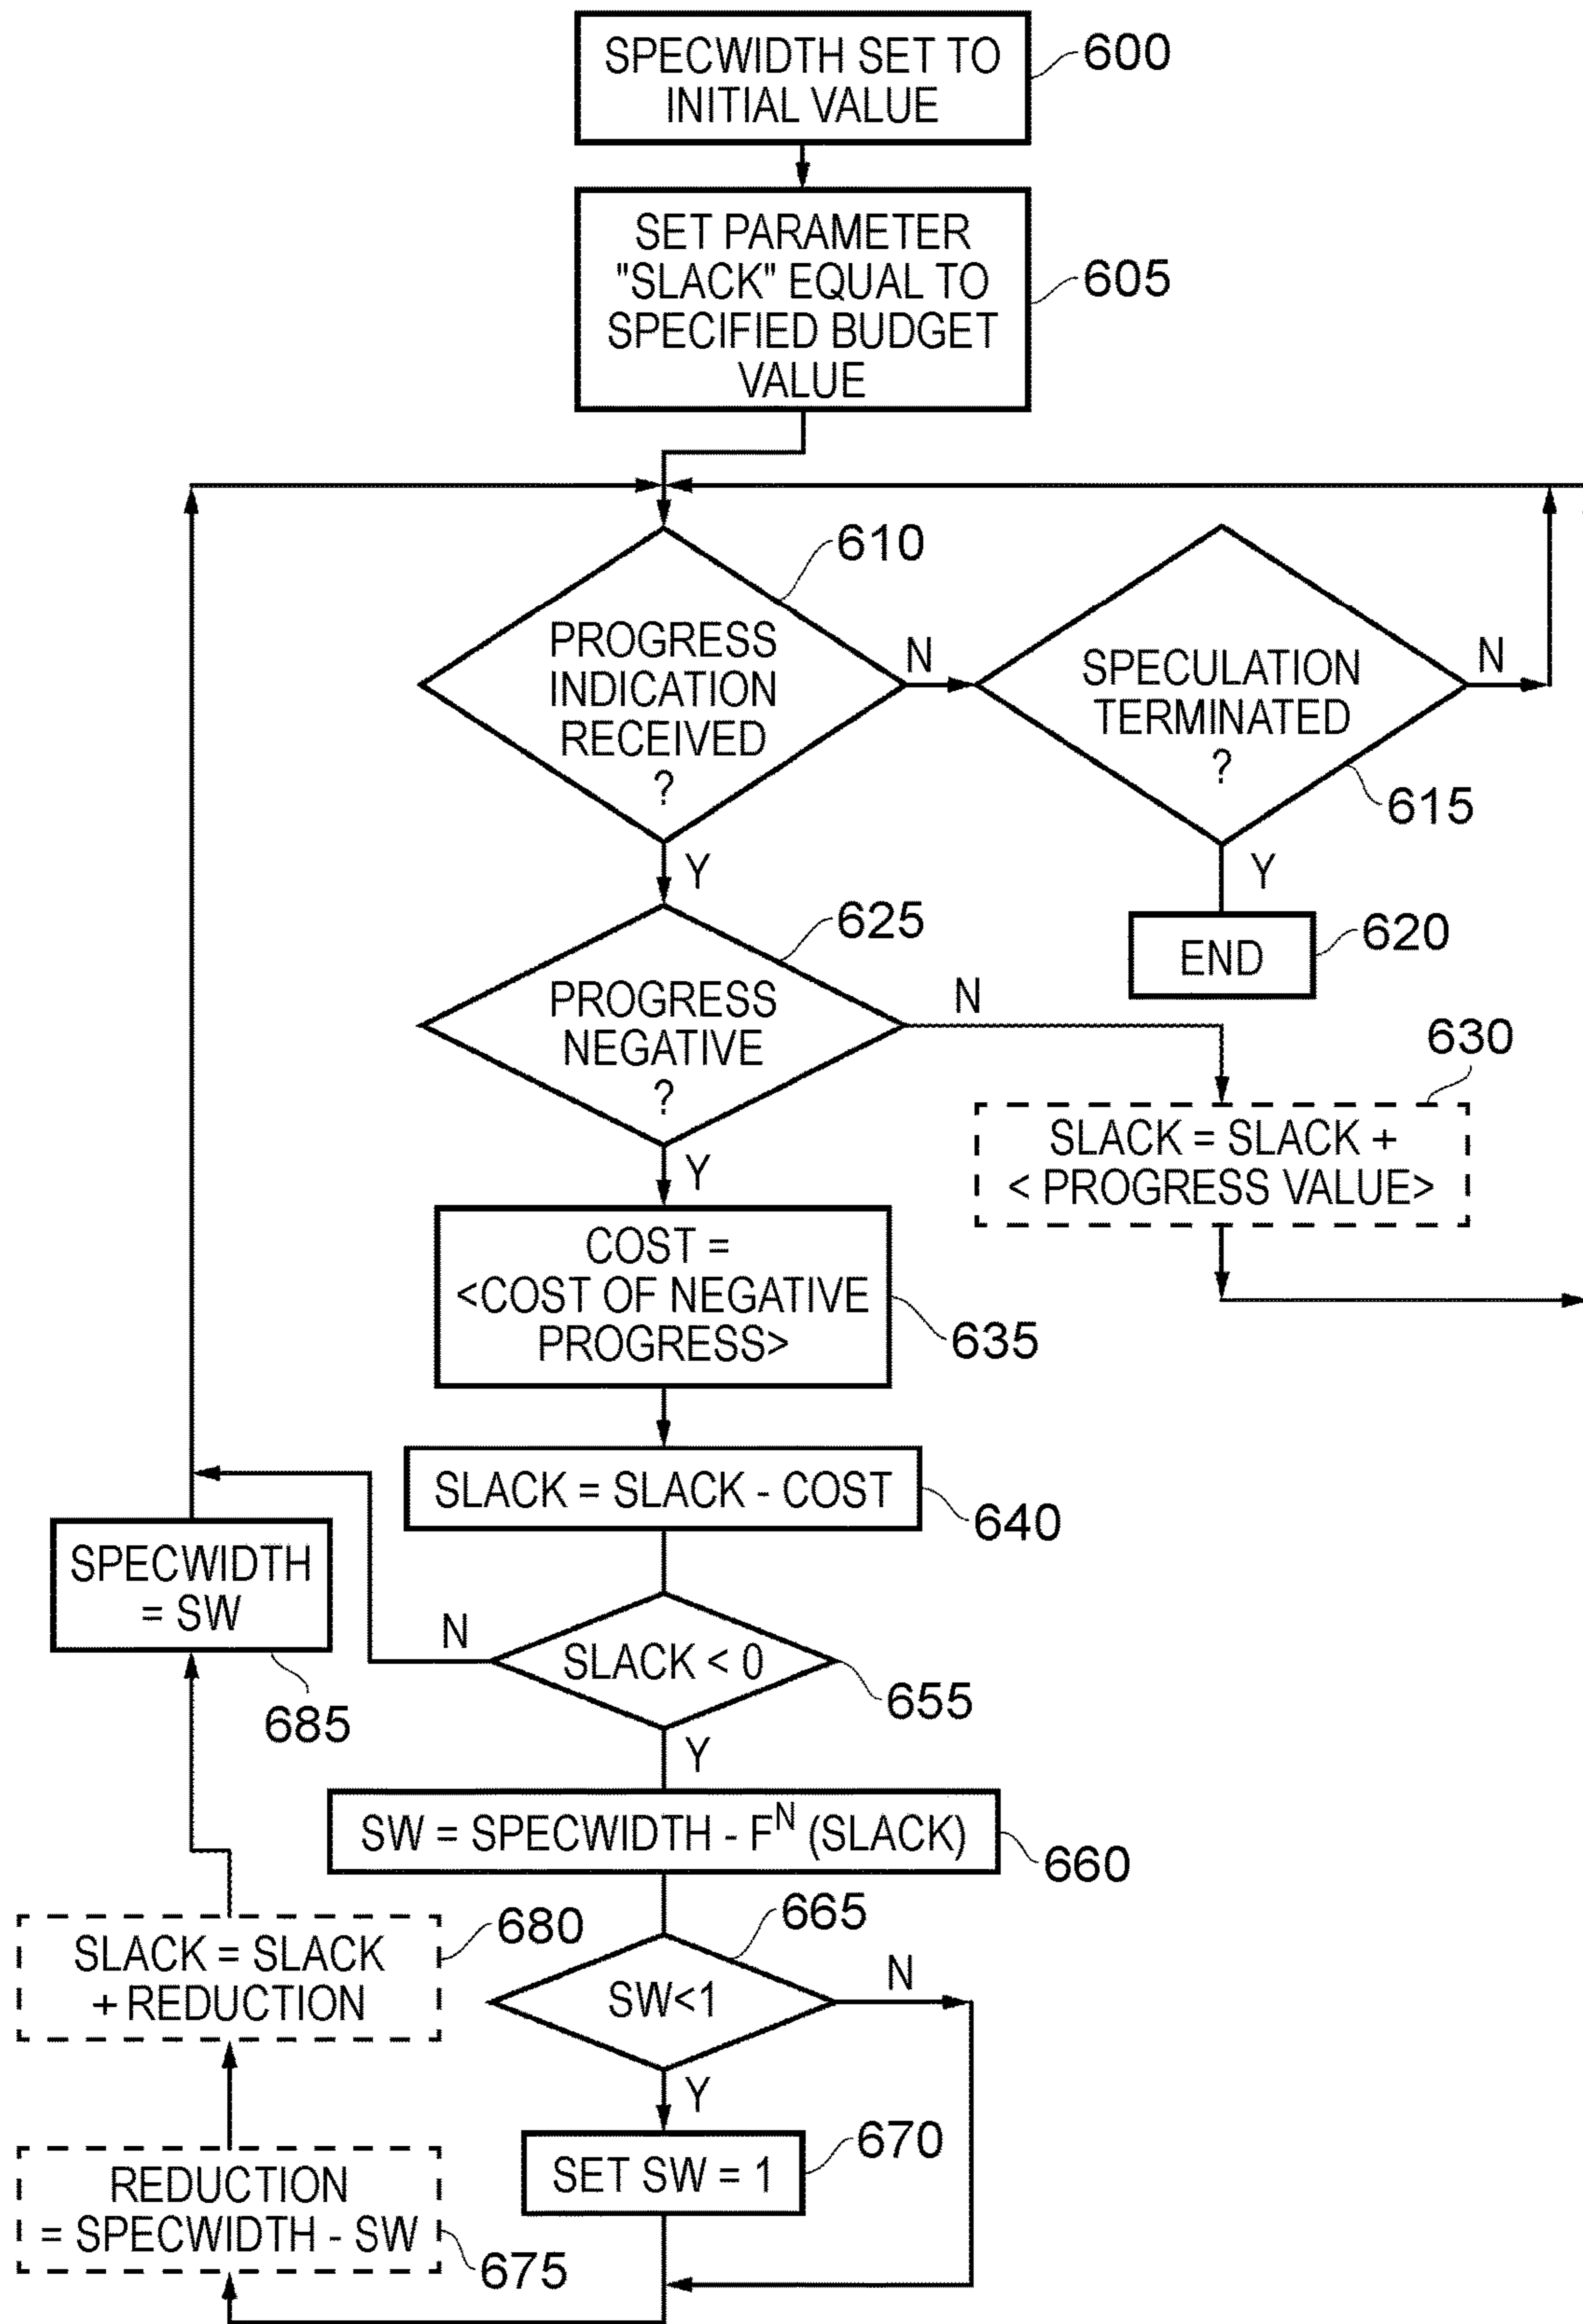 SPECWIDTH SET TO
INITIAL VALUE
600
SET PARAMETER
"SLACK" EQUAL TO
SPECIFIED BUDGET
VALUE
605
610
PROGRESS
INDICATION
RECEIVED
?
N
Y
SPECULATION
TERMINATED
?
N
615
Y
END
620
625
PROGRESS
NEGATIVE
?
N
Y
630
SLACK = SLACK +
< PROGRESS VALUE>
COST =
<COST OF NEGATIVE
PROGRESS>
635
SLACK = SLACK - COST
640
SPECWIDTH
= SW
685
N
SLACK < 0
655
Y
SW = SPECWIDTH - F^N (SLACK)
660
665
SW<1
N
Y
SET SW = 1
670
SLACK = SLACK
+ REDUCTION
680
REDUCTION
= SPECWIDTH - SW
675